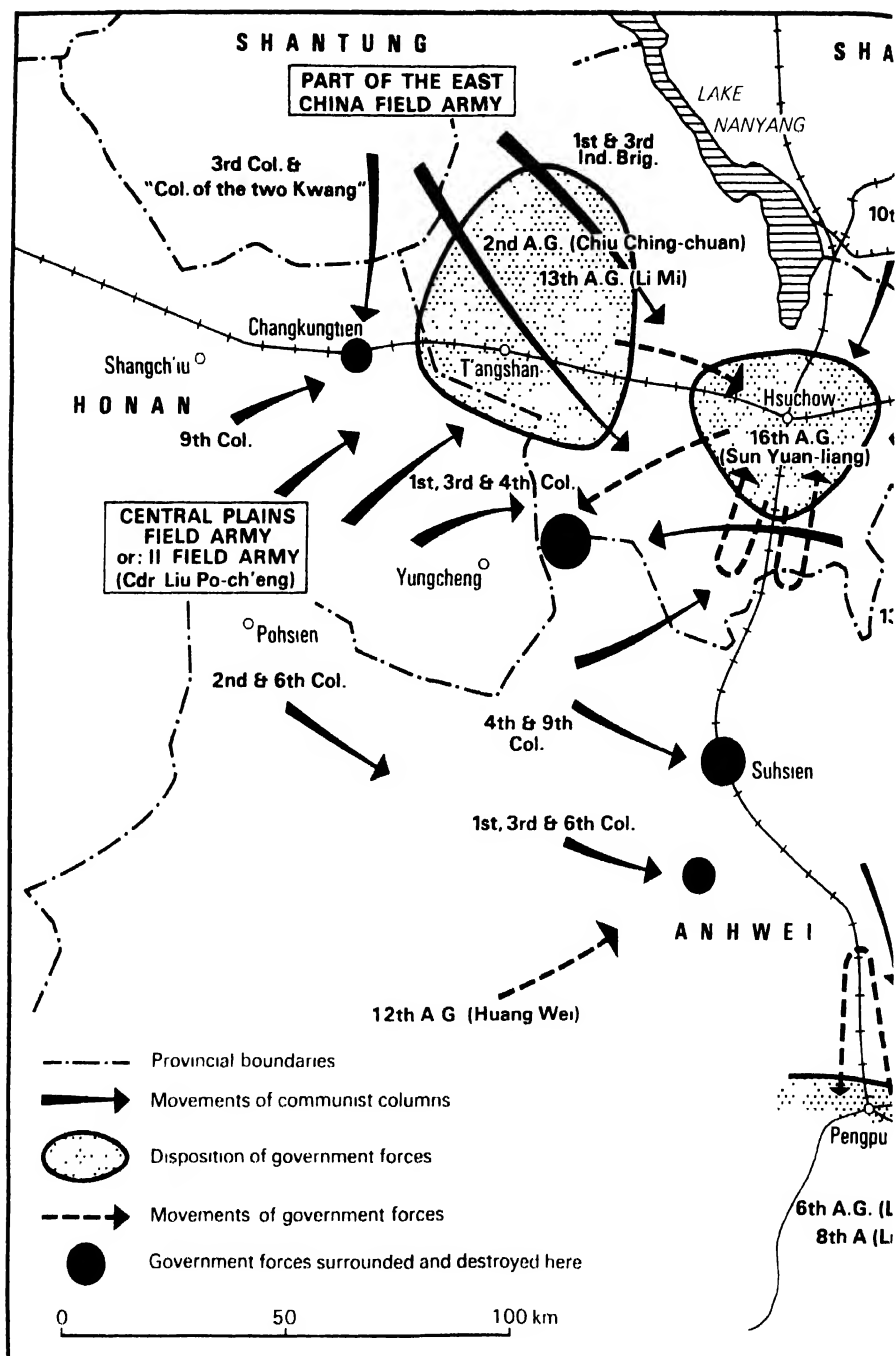 SHANTUNG
SHA
PART OF THE EAST
CHINA FIELD ARMY
LAKE
NANYANG
1st & 3rd
Ind. Brig.
3rd Col. &
"Col. of the two Kwang"
10t
2nd A.G. (Chiu Ching-chuan)
13th A.G. (Li Mi)
Changkungtien
Shangch'iu
T'angshan
HONAN
Hsuchow
9th Col.
16th A.G.
(Sun Yuan-liang)
1st, 3rd & 4th Col.
CENTRAL PLAINS
FIELD ARMY
or: II FIELD ARMY
(Cdr Liu Po-ch'eng)
Yungcheng
Pohsien
13
2nd & 6th Col.
4th & 9th
Col.
Suhsien
1st, 3rd & 6th Col.
ANHWEI
12th A G (Huang Wei)
Provincial boundaries
Movements of communist columns
Pengpu
Disposition of government forces
Movements of government forces
6th A.G. (L
8th A (Li
Government forces surrounded and destroyed here
0 50 100 km